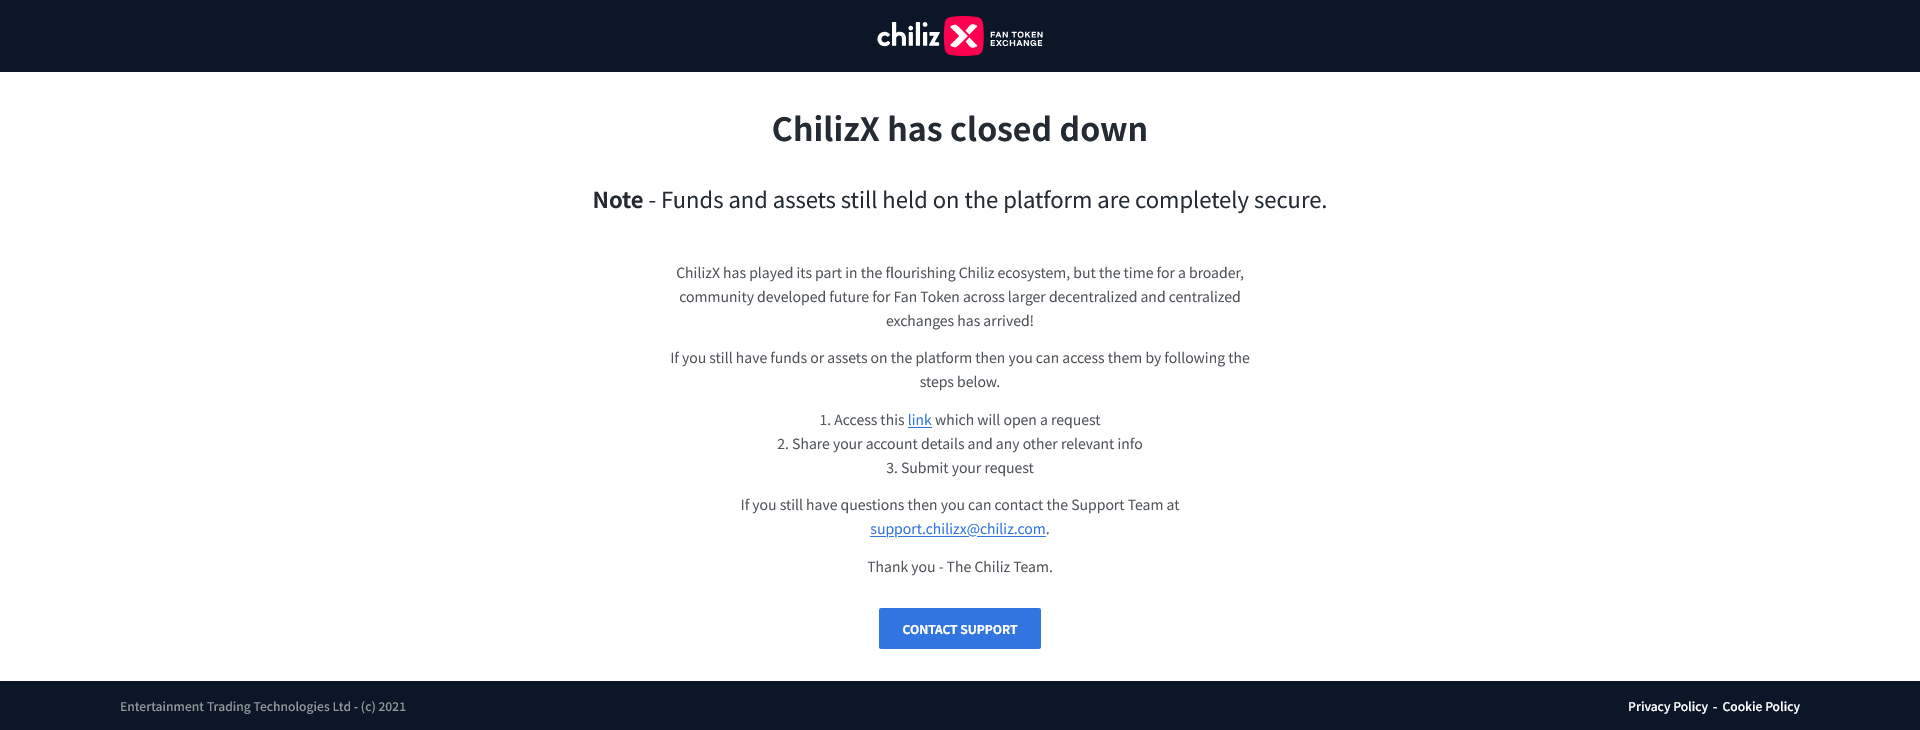 chiliz X FAN TOKEN
EXCHANGE
ChilizX has closed down
Note - Funds and assets still held on the platform are completely secure.
ChilizX has played its part in the flourishing Chiliz ecosystem, but the time for a broader,
community developed future for Fan Token across larger decentralized and centralized
exchanges has arrived!
If you still have funds or assets on the platform then you can access them by following the
steps below.
1. Access this link which will open a request
2. Share your account details and any other relevant info
3. Submit your request
If you still have questions then you can contact the Support Team at
support.chilizx@chiliz.com.
Thank you - The Chiliz Team.
CONTACT SUPPORT
Entertainment Trading Technologies Ltd - (c) 2021
Privacy Policy - Cookie Policy